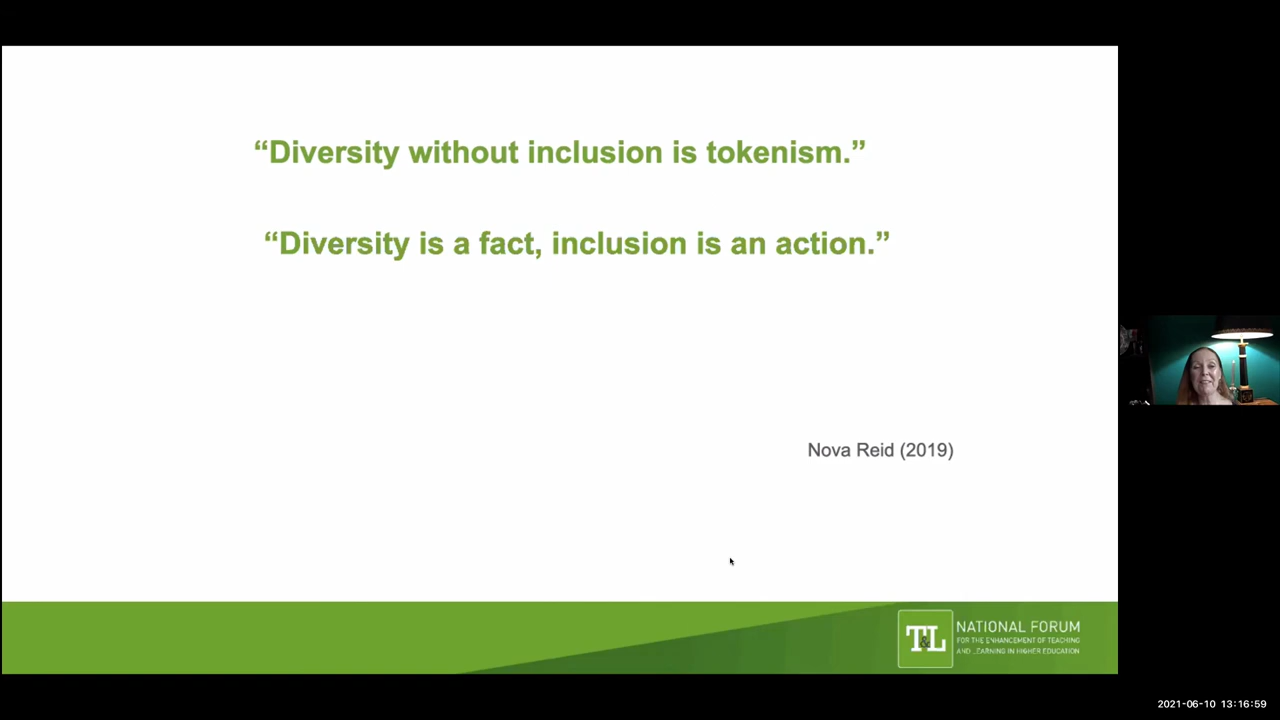 “Diversity without inclusion is tokenism.”
“Diversity is a fact, inclusion is an action.”
Nova Reid (2019)
T&L
NATIONAL FORUM
FOR THE ENHANCEMENT OF TEACHING
AND LEARNING IN HIGHER EDUCATION
2021-06-10 13:16:59